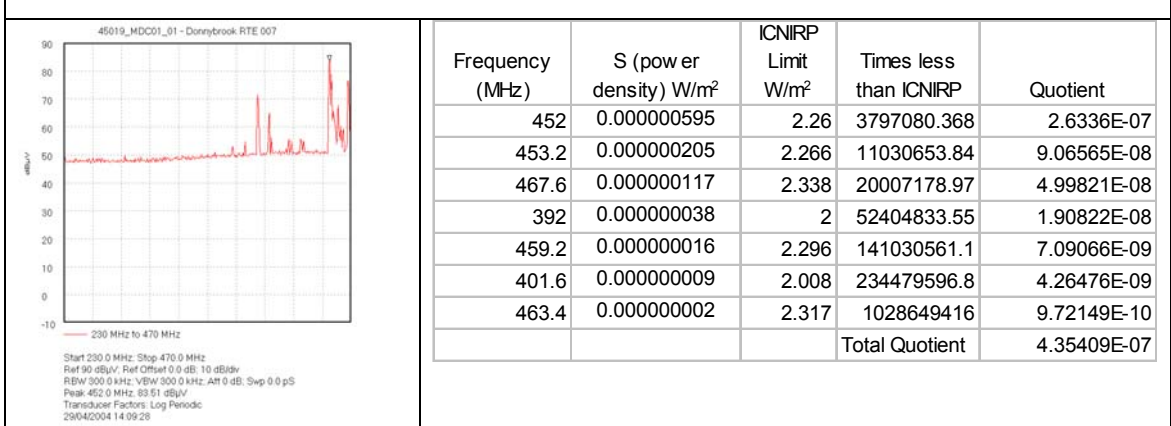 45019_MDC01_01 - Donnybrook RTE 007
90
80
70
60
50
40
30
20
10
0
-10
dBµV
230 MHz to 470 MHz
Start 230.0 MHz; Stop 470.0 MHz
Ref 90 dBµV; Ref Offset 0.0 dB; 10 dB/div
RBW 300.0 kHz; VBW 300.0 kHz; Att 0 dB; Swp 0.0 pS
Peak 452.0 MHz, 83.51 dBµV
Transducer Factors: Log Periodic
29/04/2004 14:09:28
Frequency (MHz) S (power density) W/m² ICNIRP Limit W/m² Times less than ICNIRP Quotient
452 0.000000595 2.26 3797080.368 2.6336E-07
453.2 0.000000205 2.266 11030653.84 9.06565E-08
467.6 0.000000117 2.338 20007178.97 4.99821E-08
392 0.000000038 2 52404833.55 1.90822E-08
459.2 0.000000016 2.296 141030561.1 7.09066E-09
401.6 0.000000009 2.008 234479596.8 4.26476E-09
463.4 0.000000002 2.317 1028649416 9.72149E-10
Total Quotient 4.35409E-07